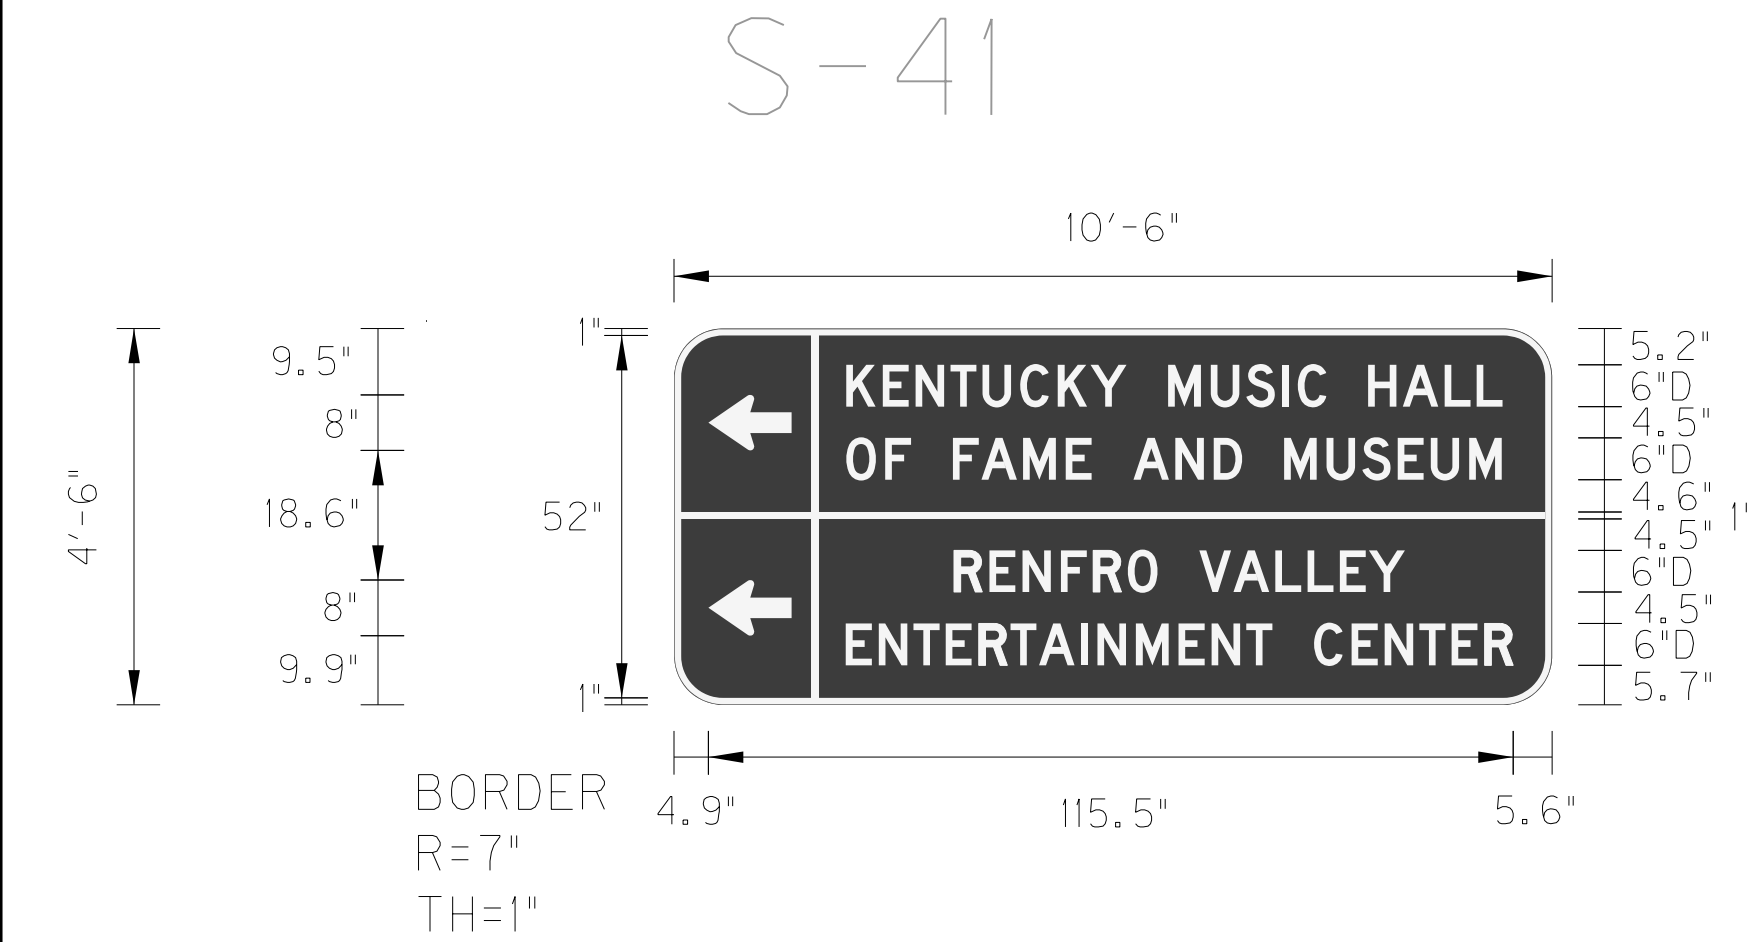 S-41
10'-6"
1"
9.5"
5.2"
8"
KENTUCKY MUSIC HALL
6"D
4.5"
OF FAME AND MUSEUM
6"D
4'-6"
18.6"
52"
4.6"
1"
4.5"
RENFRO VALLEY
6"D
8"
4.5"
ENTERTAINMENT CENTER
6"D
9.9"
1"
5.7"
BORDER
4.9"
115.5"
5.6"
R=7"
TH=1"